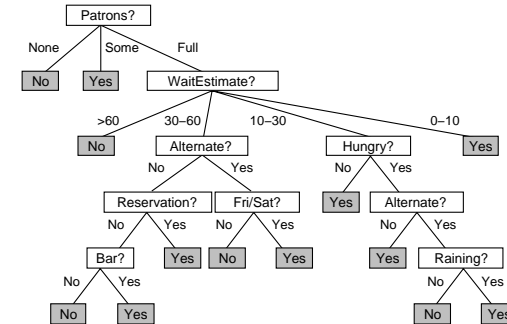 Patrons?
None Some Full
No Yes WaitEstimate?
>60 30–60 10–30 0–10
No Alternate? Hungry? Yes
No Yes No Yes
Reservation? Fri/Sat? Yes Alternate?
No Yes No Yes No Yes
Bar? Yes No Yes Yes Raining?
No Yes No Yes
No Yes No Yes